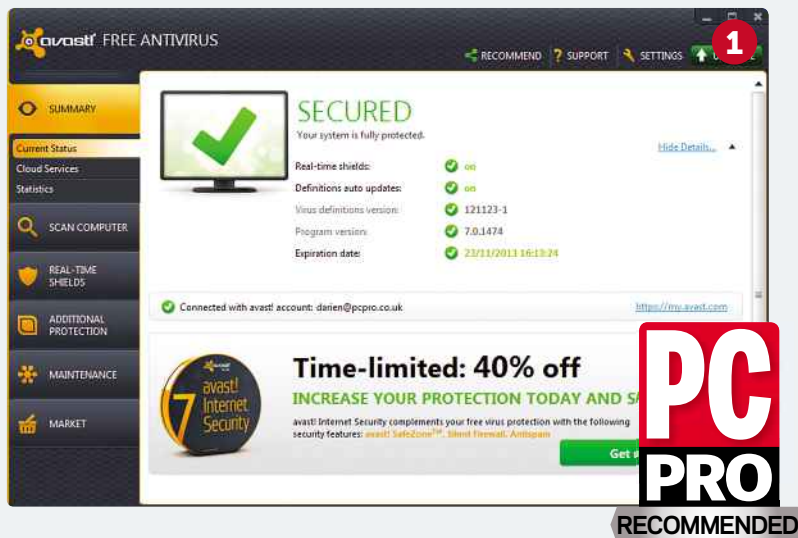 avast! FREE ANTIVIRUS
RECOMMEND ? SUPPORT SETTINGS
1
SUMMARY
Current Status
Cloud Services
Statistics
SCAN COMPUTER
REAL-TIME
SHIELDS
ADDITIONAL
PROTECTION
MAINTENANCE
MARKET
SECURED
Your system is fully protected.
Hide Details...
Real-time shields: on
Definitions auto updates: on
Virus definitions version: 121123-1
Program version: 7.0.1474
Expiration date: 23/11/2013 16:13:24
Connected with avast! account: darien@pcpro.co.uk
https://my.avast.com
avast!
avast!
7 Internet
Security
Time-limited: 40% off
INCREASE YOUR PROTECTION TODAY AND
avast! Internet Security complements your free virus protection with the following
security features: avast! SafeZone™, Silent Firewall, Antispam
Get
PC
PRO
RECOMMENDED